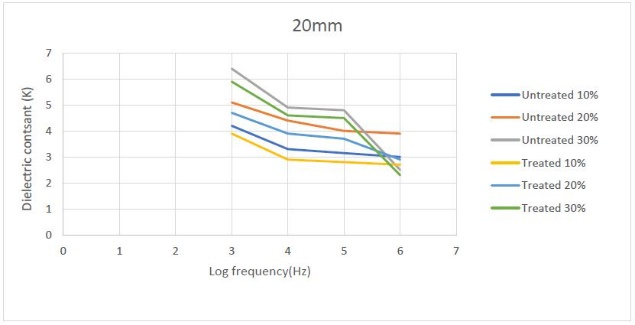 20mm
7
6
5
4
3
2
1
0
Dielectric contsant (K)
0 1 2 3 4 5 6 7
Log frequency(Hz)
Untreated 10%
Untreated 20%
Untreated 30%
Treated 10%
Treated 20%
Treated 30%